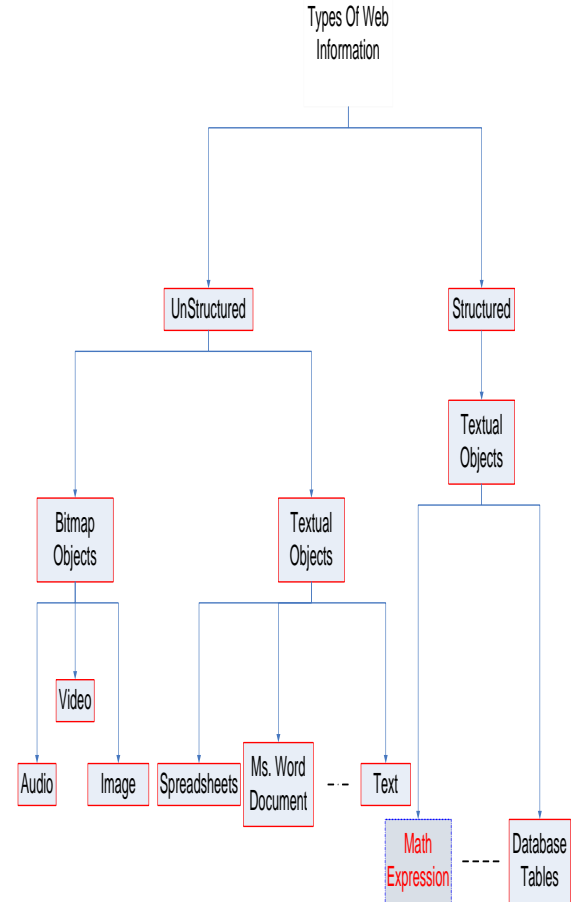 Types Of Web
Information
UnStructured
Structured
Textual
Objects
Bitmap
Objects
Textual
Objects
Video
Audio
Image
Spreadsheets
Ms. Word
Document
Text
Math
Expression
Database
Tables